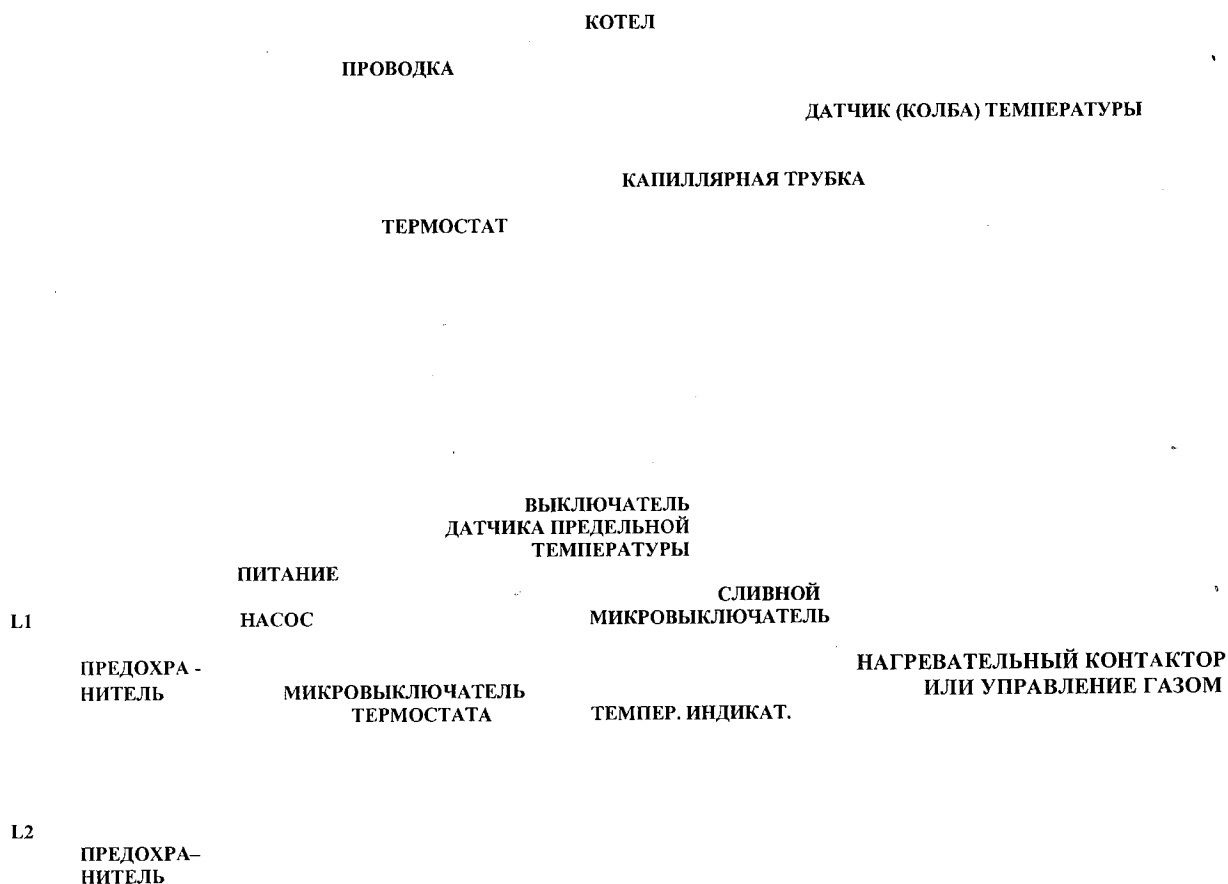 КОТЕЛ
ПРОВОДКА
ДАТЧИК (КОЛБА) ТЕМПЕРАТУРЫ
КАПИЛЛЯРНАЯ ТРУБКА
ТЕРМОСТАТ
ВЫКЛЮЧАТЕЛЬ
ДАТЧИКА ПРЕДЕЛЬНОЙ
ТЕМПЕРАТУРЫ
ПИТАНИЕ
СЛИВНОЙ
L1 НАСОС МИКРОВЫКЛЮЧАТЕЛЬ
ПРЕДОХРА - НАГРЕВАТЕЛЬНЫЙ КОНТАКТОР
НИТЕЛЬ МИКРОВЫКЛЮЧАТЕЛЬ ИЛИ УПРАВЛЕНИЕ ГАЗОМ
ТЕРМОСТАТА ТЕМПЕР. ИНДИКАТ.
L2
ПРЕДОХРА–
НИТЕЛЬ